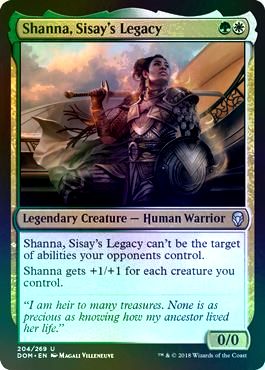 Shanna, Sisay's Legacy
Legendary Creature — Human Warrior
Shanna, Sisay's Legacy can't be the target
of abilities your opponents control.
Shanna gets +1/+1 for each creature you
control.
"I am heir to many treasures. None is as
precious as knowing how my ancestor lived
her life."
0/0
204/269 U
DOM • EN MAGALI VILLENEUVE
™ & © 2018 Wizards of the Coast